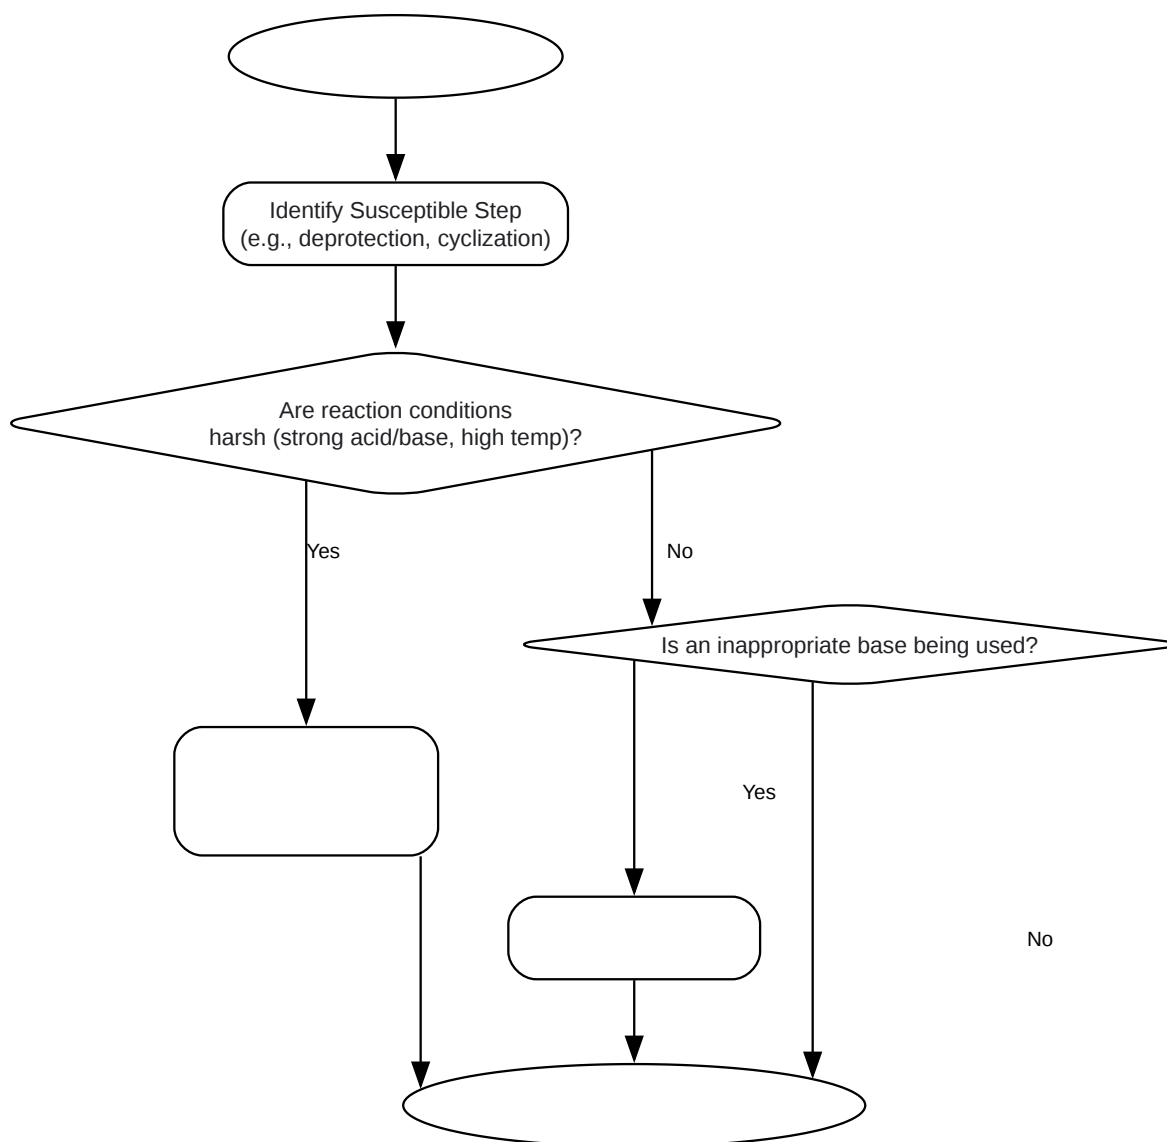 Identify Susceptible Step
(e.g., deprotection, cyclization)
Are reaction conditions
harsh (strong acid/base, high temp)?
Yes
No
Is an inappropriate base being used?
Yes
No